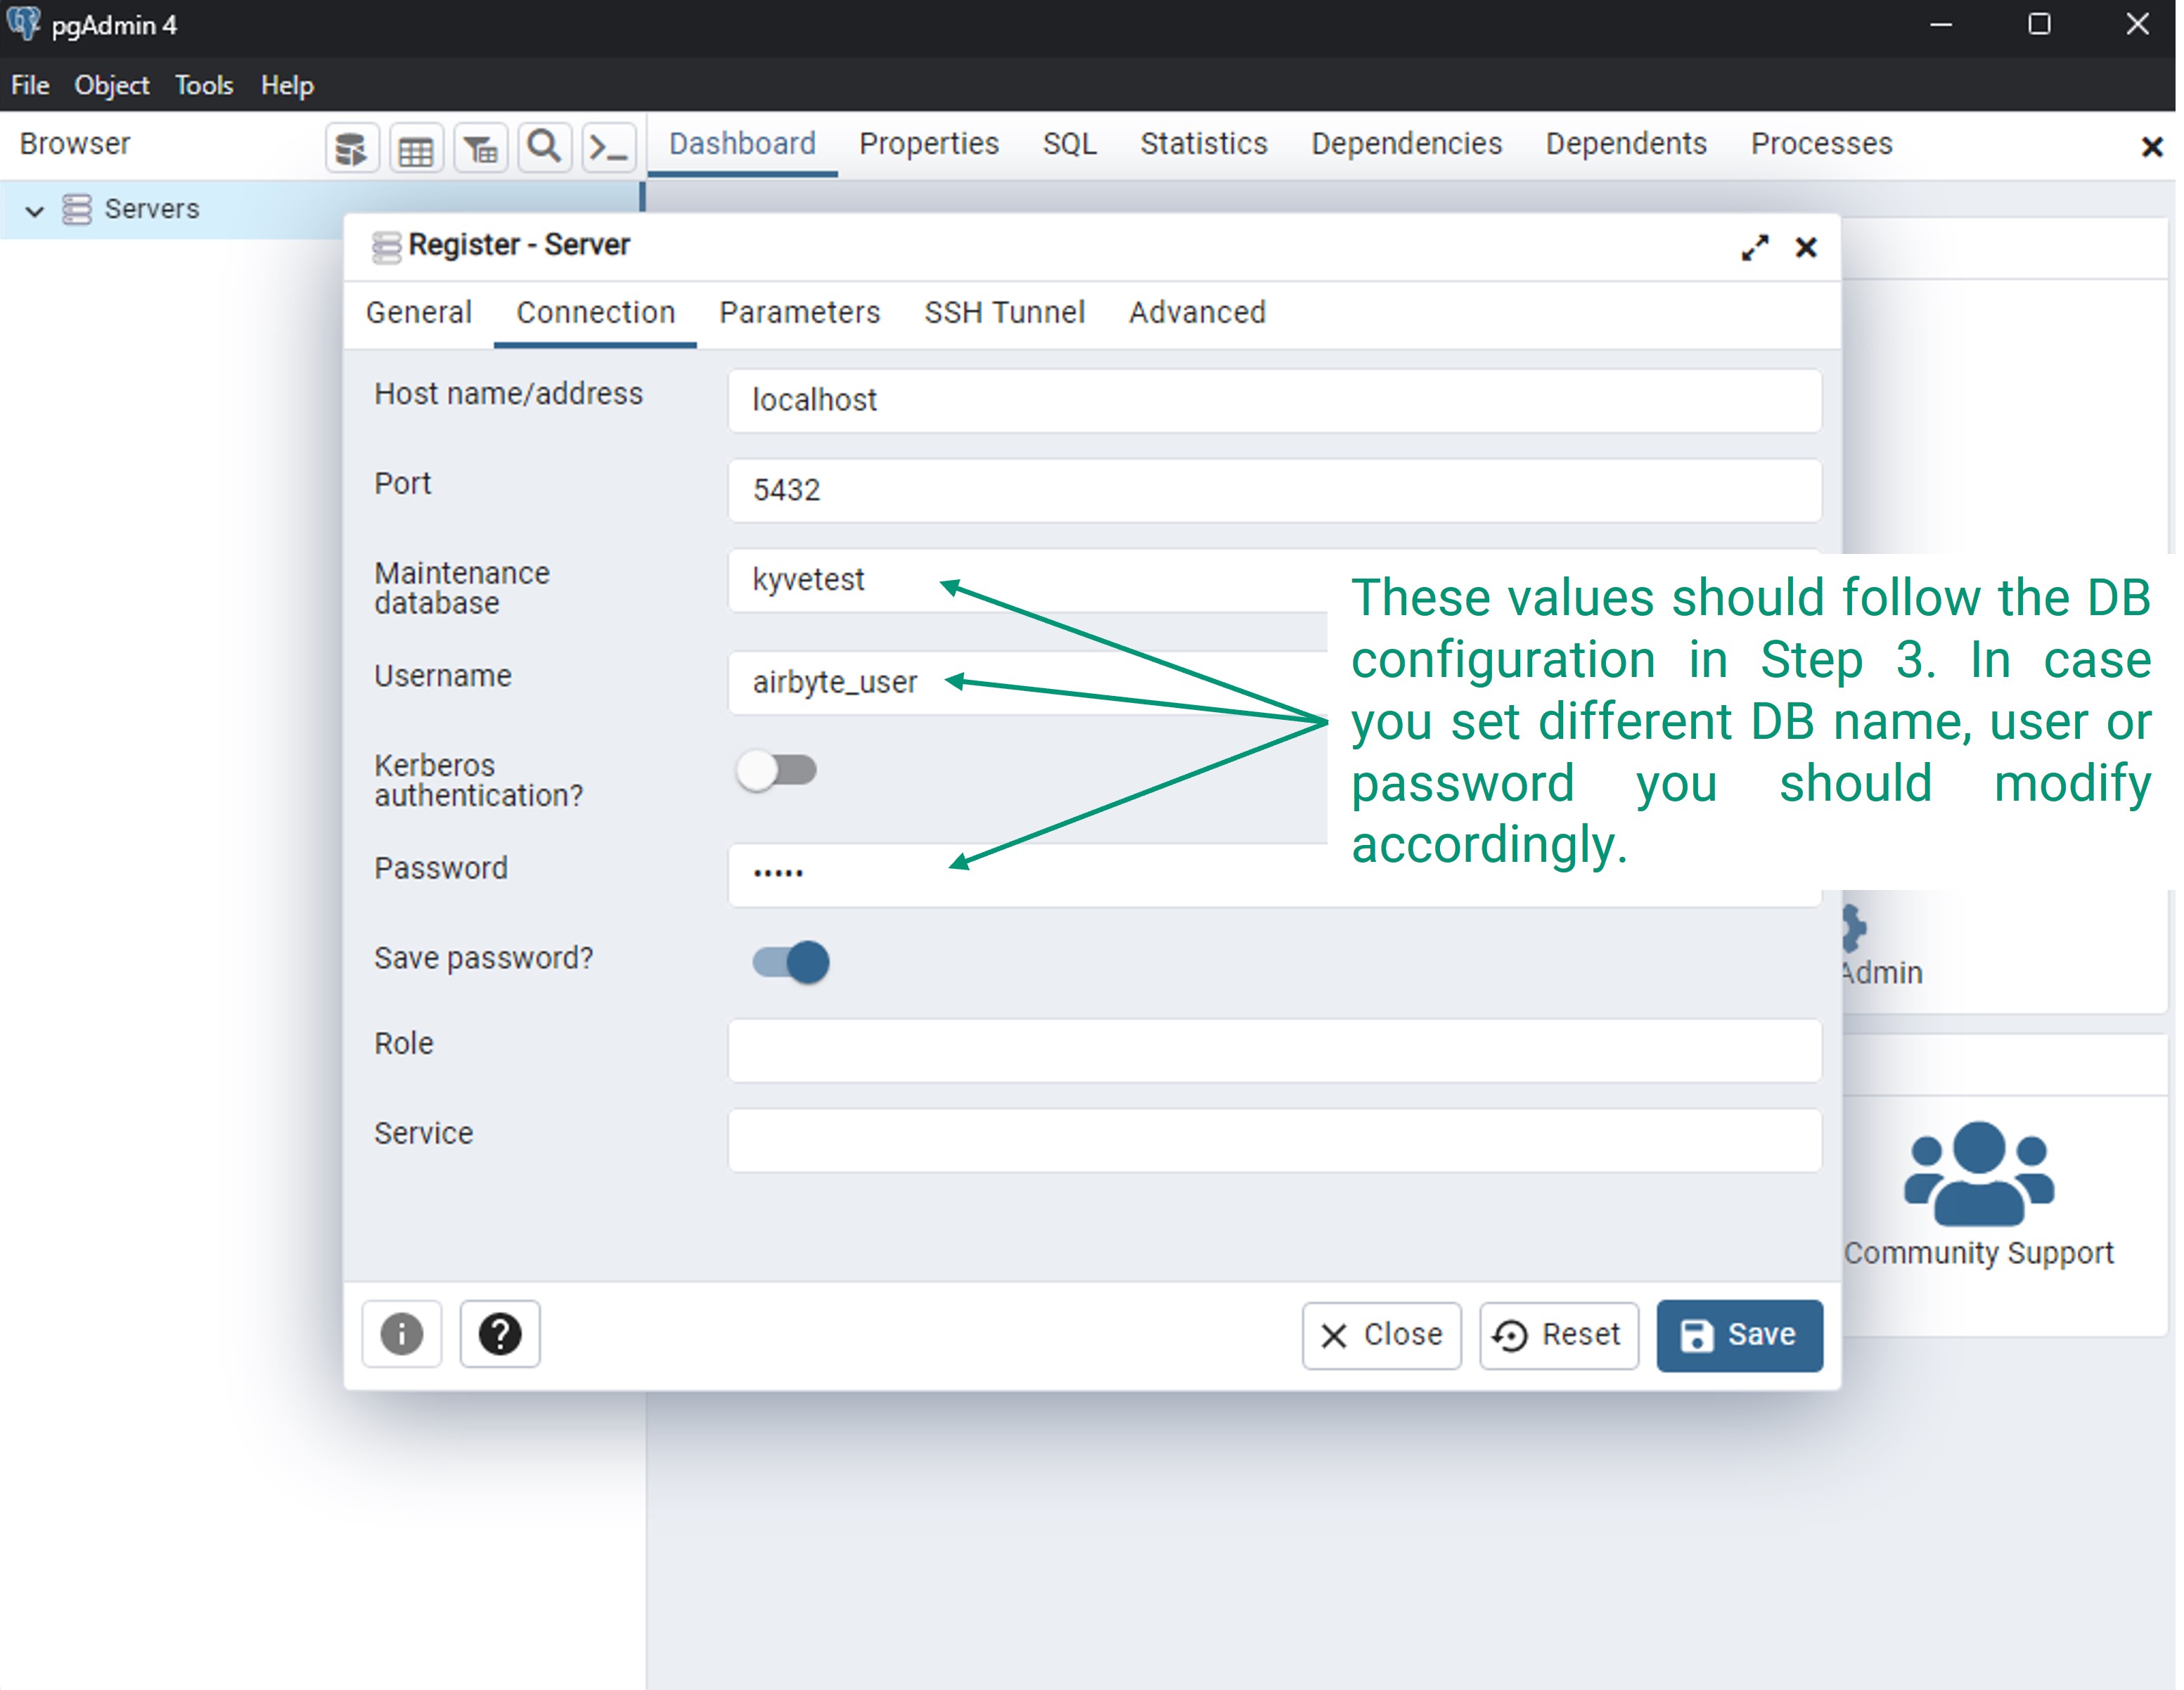 pgAdmin 4
File Object Tools Help
Browser
Dashboard Properties SQL Statistics Dependencies Dependents Processes
Servers
Register - Server
General Connection Parameters SSH Tunnel Advanced
Host name/address localhost
Port 5432
Maintenance
database
kyvetest
Username airbyte_user
Kerberos
authentication?
Password •••••
Save password?
Role
Service
These values should follow the DB
configuration in Step 3. In case
you set different DB name, user or
password you should modify
accordingly.
Admin
Community Support
Close Reset Save